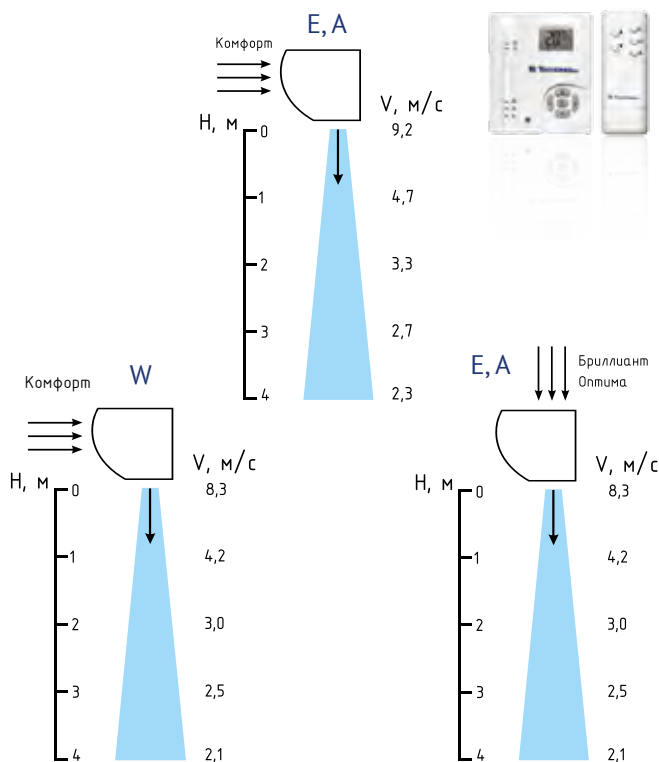 E, A
Комфорт
V, м/с
H, м
0 9,2
1 4,7
2 3,3
3 2,7
4 2,3
Комфорт
W
V, м/с
H, м
0 8,3
1 4,2
2 3,0
3 2,5
4 2,1
E, A
Бриллиант
Оптима
V, м/с
H, м
0 8,3
1 4,2
2 3,0
3 2,5
4 2,1